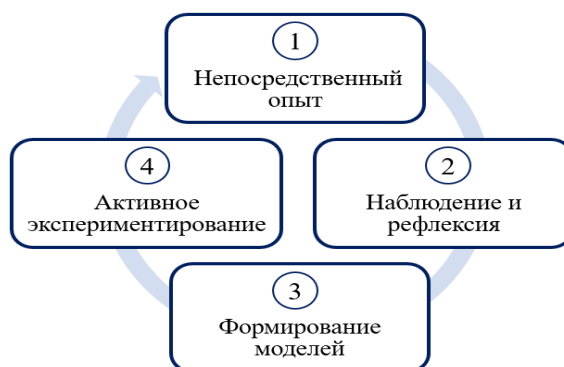 1
Непосредственный
опыт
2
Наблюдение и
рефлексия
3
Формирование
моделей
4
Активное
экспериментирование